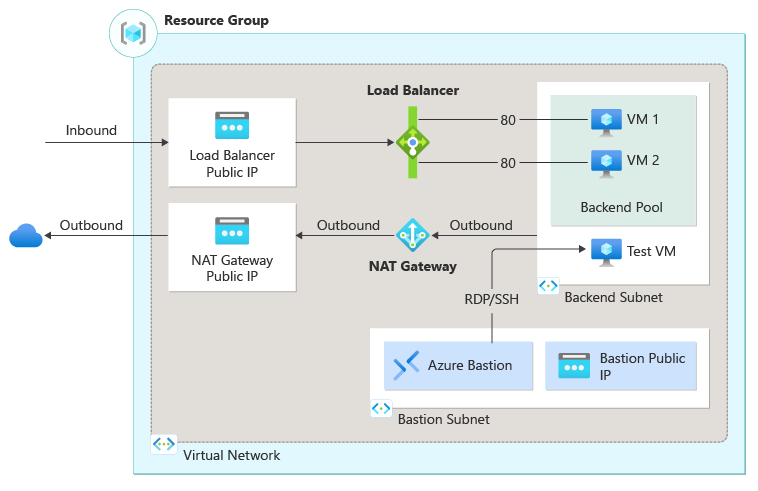 Resource Group
Load Balancer
Inbound
Load Balancer
Public IP
80
VM 1
80
VM 2
Backend Pool
Outbound
NAT Gateway
Public IP
Outbound
NAT Gateway
Outbound
Test VM
Backend Subnet
RDP/SSH
Azure Bastion
Bastion Public
IP
Bastion Subnet
Virtual Network